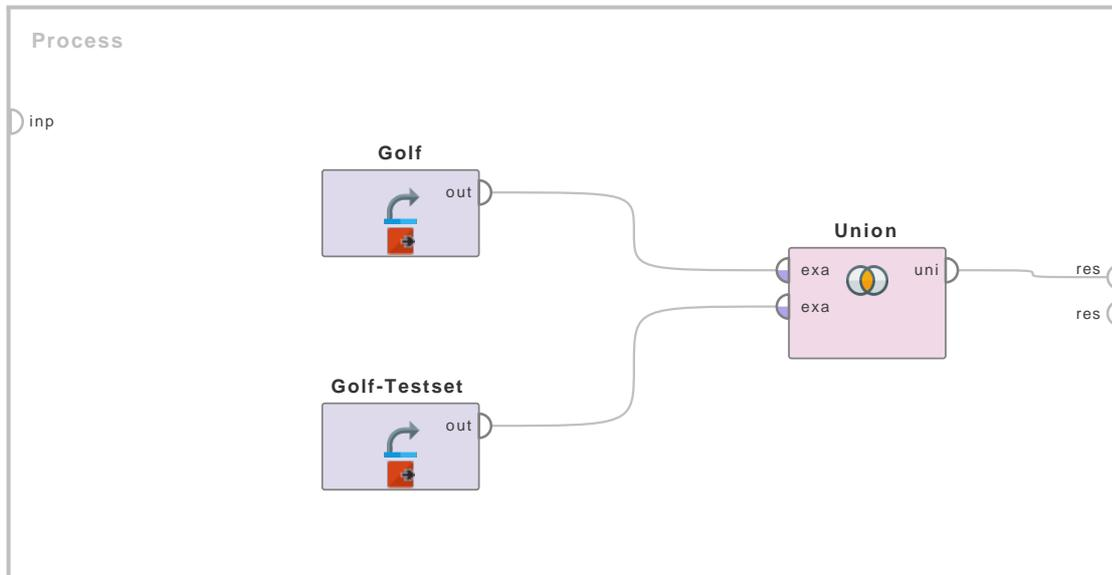 Process
inp
Golf
out
Union
exa
uni
res
exa
res
Golf-Testset
out